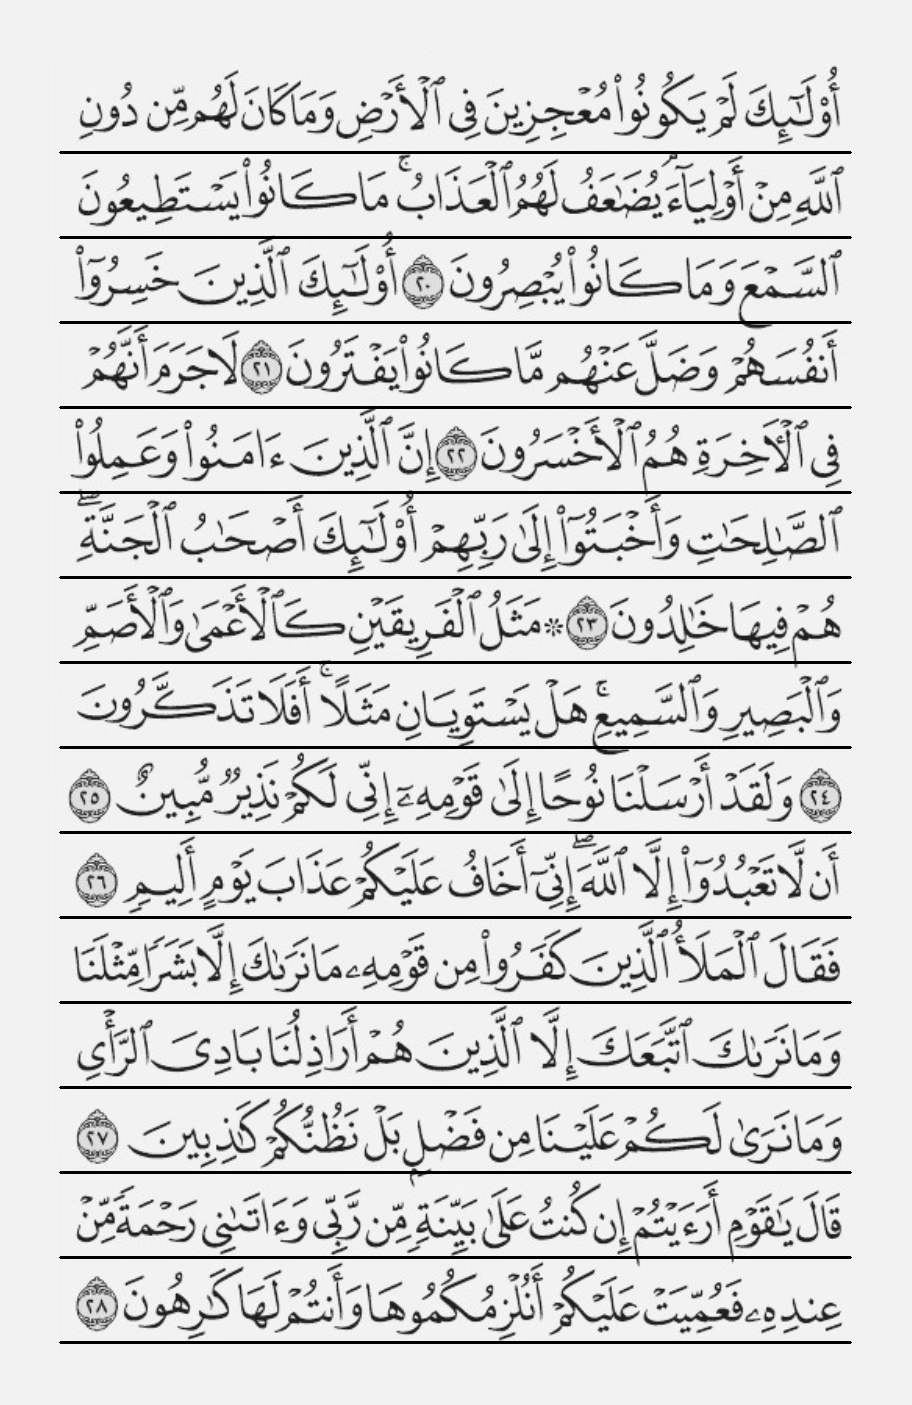 أُوْلَٰٓئِكَ لَمۡ يَكُونُواْ مُعۡجِزِينَ فِي ٱلۡأَرۡضِ وَمَا كَانَ لَهُم مِّن دُونِ
ٱللَّهِ مِنۡ أَوۡلِيَآءَۘ يُضَٰعَفُ لَهُمُ ٱلۡعَذَابُۚ مَا كَانُواْ يَسۡتَطِيعُونَ
ٱلسَّمۡعَ وَمَا كَانُواْ يُبۡصِرُونَ ٢٠ أُوْلَٰٓئِكَ ٱلَّذِينَ خَسِرُوٓاْ
أَنفُسَهُمۡ وَضَلَّ عَنۡهُم مَّا كَانُواْ يَفۡتَرُونَ ٢١ لَا جَرَمَ أَنَّهُمۡ
فِي ٱلۡأٓخِرَةِ هُمُ ٱلۡأَخۡسَرُونَ ٢٢ إِنَّ ٱلَّذِينَ ءَامَنُواْ وَعَمِلُواْ
ٱلصَّٰلِحَٰتِ وَأَخۡبَتُوٓاْ إِلَىٰ رَبِّهِمۡ أُوْلَٰٓئِكَ أَصۡحَٰبُ ٱلۡجَنَّةِۖ
هُمۡ فِيهَا خَٰلِدُونَ ٢٣ ۞ مَثَلُ ٱلۡفَرِيقَيۡنِ كَٱلۡأَعۡمَىٰ وَٱلۡأَصَمِّ
وَٱلۡبَصِيرِ وَٱلسَّمِيعِۚ هَلۡ يَسۡتَوِيَانِ مَثَلًاۚ أَفَلَا تَذَكَّرُونَ
٢٤ وَلَقَدۡ أَرۡسَلۡنَا نُوحًا إِلَىٰ قَوۡمِهِۦٓ إِنِّي لَكُمۡ نَذِيرٞ مُّبِينٌ ٢٥
أَن لَّا تَعۡبُدُوٓاْ إِلَّا ٱللَّهَۖ إِنِّيٓ أَخَافُ عَلَيۡكُمۡ عَذَابَ يَوۡمٍ أَلِيمٖ ٢٦
فَقَالَ ٱلۡمَلَأُ ٱلَّذِينَ كَفَرُواْ مِن قَوۡمِهِۦ مَا نَرَىٰكَ إِلَّا بَشَرٗا مِّثۡلَنَا
وَمَا نَرَىٰكَ ٱتَّبَعَكَ إِلَّا ٱلَّذِينَ هُمۡ أَرَاذِلُنَا بَادِيَ ٱلرَّأۡيِ
وَمَا نَرَىٰ لَكُمۡ عَلَيۡنَا مِن فَضۡلِۭ بَلۡ نَظُنُّكُمۡ كَٰذِبِينَ ٢٧
قَالَ يَٰقَوۡمِ أَرَءَيۡتُمۡ إِن كُنتُ عَلَىٰ بَيِّنَةٖ مِّن رَّبِّي وَءَاتَىٰنِي رَحۡمَةٗ مِّنۡ
عِندِهِۦ فَعُمِّيَتۡ عَلَيۡكُمۡ أَنُلۡزِمُكُمُوهَا وَأَنتُمۡ لَهَا كَٰرِهُونَ ٢٨